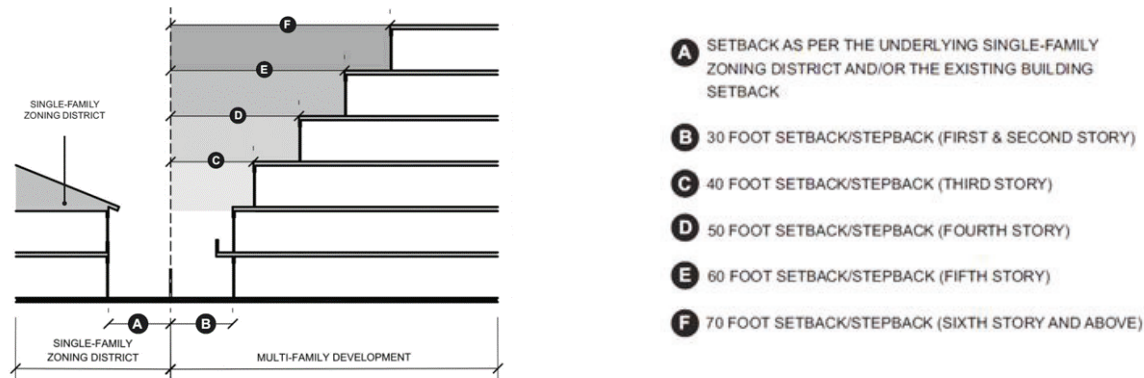 F
E
D
C
SINGLE-FAMILY
ZONING DISTRICT
A
B
SINGLE-FAMILY
ZONING DISTRICT
MULTI-FAMILY DEVELOPMENT
A SETBACK AS PER THE UNDERLYING SINGLE-FAMILY
ZONING DISTRICT AND/OR THE EXISTING BUILDING
SETBACK
B 30 FOOT SETBACK/STEPBACK (FIRST & SECOND STORY)
C 40 FOOT SETBACK/STEPBACK (THIRD STORY)
D 50 FOOT SETBACK/STEPBACK (FOURTH STORY)
E 60 FOOT SETBACK/STEPBACK (FIFTH STORY)
F 70 FOOT SETBACK/STEPBACK (SIXTH STORY AND ABOVE)